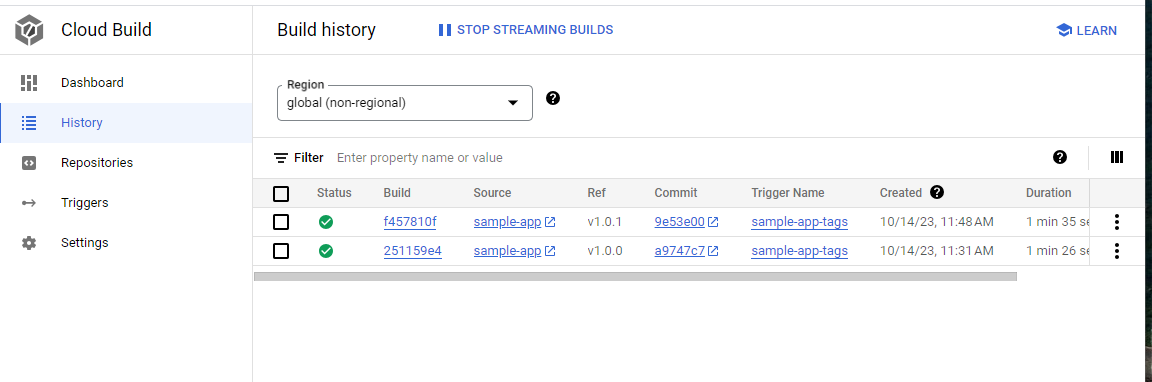 Cloud Build
Build history
STOP STREAMING BUILDS
LEARN
Dashboard
History
Repositories
Triggers
Settings
Region
global (non-regional)
Filter Enter property name or value
Status Build Source Ref Commit Trigger Name Created Duration
f457810f sample-app v1.0.1 9e53e00 sample-app-tags 10/14/23, 11:48 AM 1 min 35 se
251159e4 sample-app v1.0.0 a9747c7 sample-app-tags 10/14/23, 11:31 AM 1 min 26 se